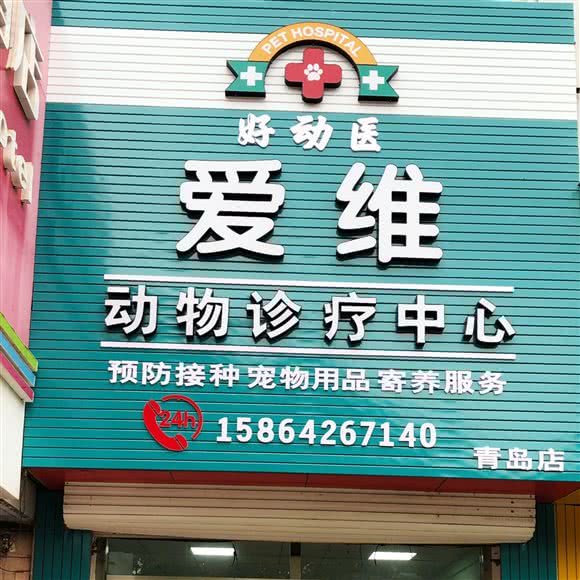 PET HOSPITAL
好动医
爱维
动物诊疗中心
预防接种 宠物用品 寄养服务
24h 15864267140
青岛店